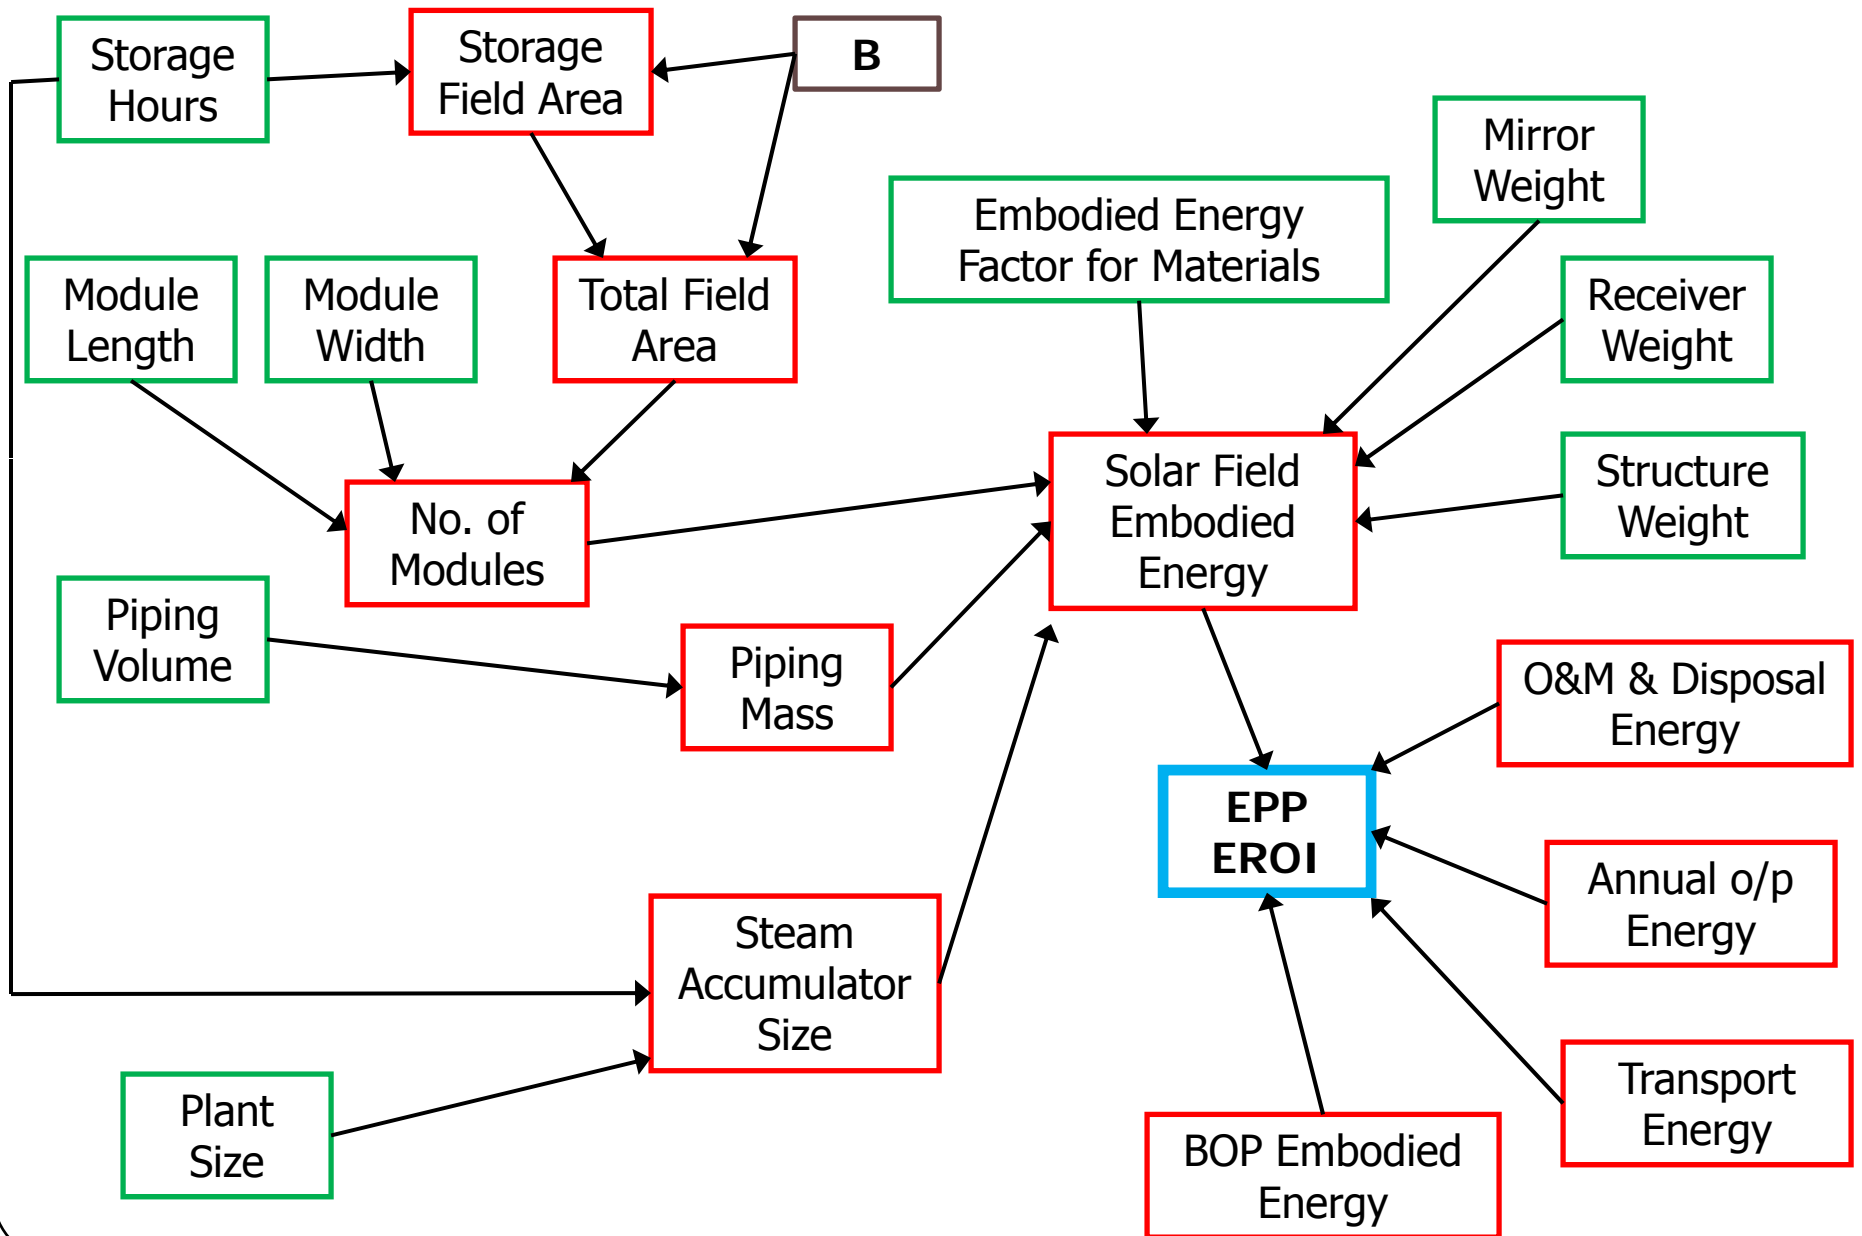 Storage
Hours
Storage
Field Area
B
Mirror
Weight
Embodied Energy
Factor for Materials
Module
Length
Module
Width
Total Field
Area
Receiver
Weight
Solar Field
Embodied
Energy
Structure
Weight
No. of
Modules
Piping
Volume
Piping
Mass
O&M & Disposal
Energy
EPP
EROI
Annual o/p
Energy
Steam
Accumulator
Size
Transport
Energy
Plant
Size
BOP Embodied
Energy